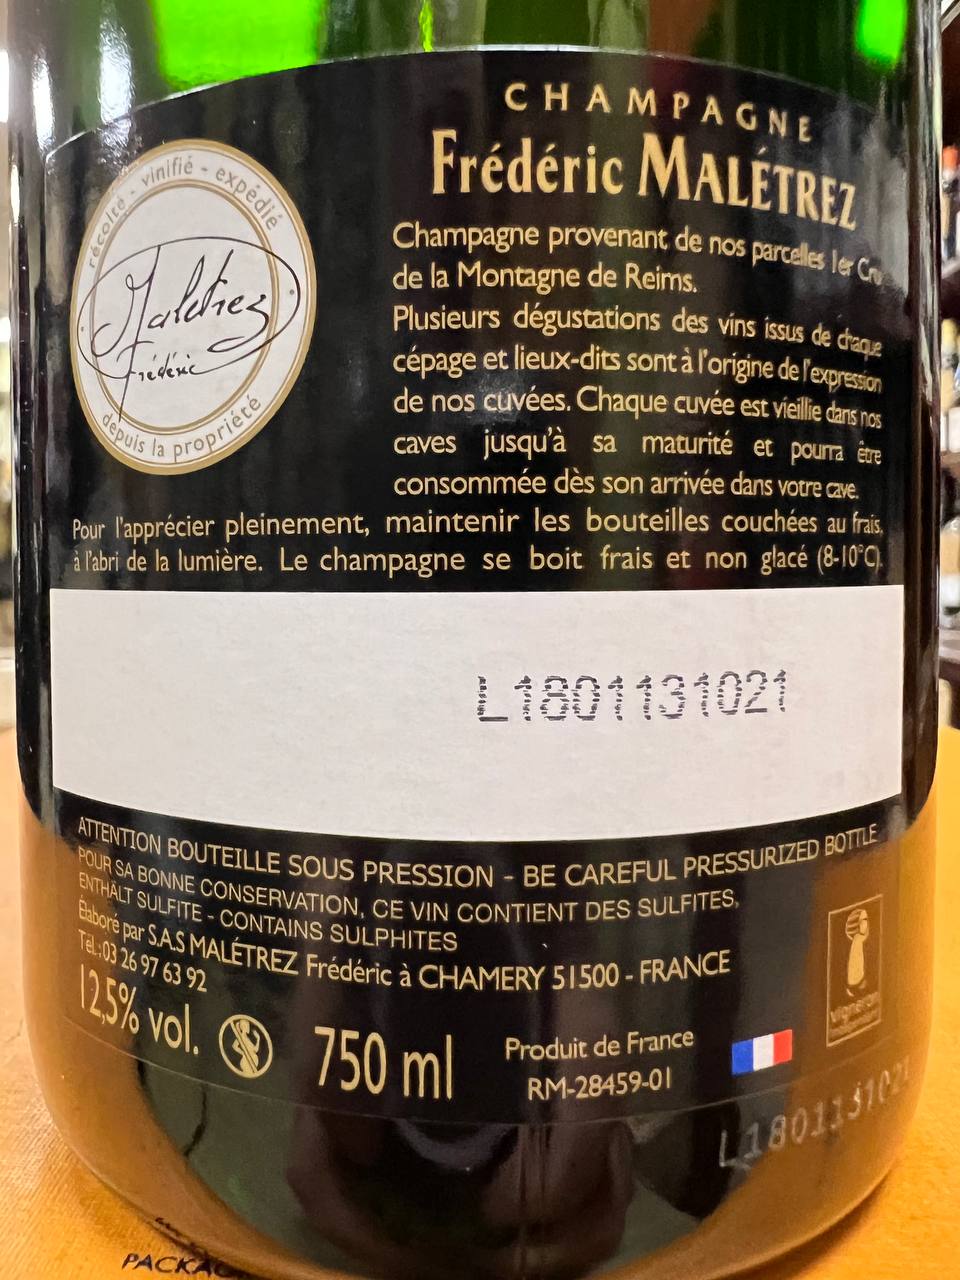 CHAMPAGNE
Frédéric MALÉTREZ
récolté - vinifié - expédié
Malétrez
Frédéric
depuis la propriété
Champagne provenant de nos parcelles 1er Cru
de la Montagne de Reims.
Plusieurs dégustations des vins issus de chaque
cépage et lieux-dits sont à l'origine de l'expression
de nos cuvées. Chaque cuvée est vieillie dans nos
caves jusqu'à sa maturité et pourra être
consommée dès son arrivée dans votre cave.
Pour l'apprécier pleinement, maintenir les bouteilles couchées au frais,
à l'abri de la lumière. Le champagne se boit frais et non glacé (8-10°C).
L1801131021
ATTENTION BOUTEILLE SOUS PRESSION - BE CAREFUL PRESSURIZED BOTTLE
POUR SA BONNE CONSERVATION, CE VIN CONTIENT DES SULFITES,
ENTHÄLT SULFITE - CONTAINS SULPHITES
Élaboré par S.A.S MALÉTREZ Frédéric à CHAMERY 51500 - FRANCE
Tél.:03 26 97 63 92
12,5% vol.
750 ml
Produit de France
RM-28459-01
vigneron
L1801131021
PACKAG